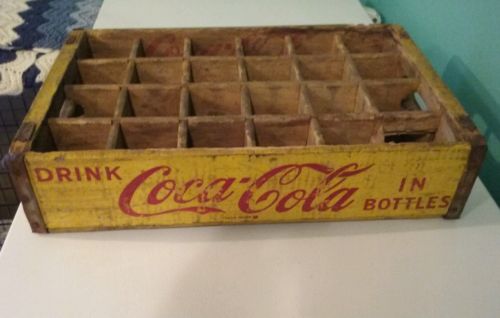 DRINK Coca-Cola IN
BOTTLES